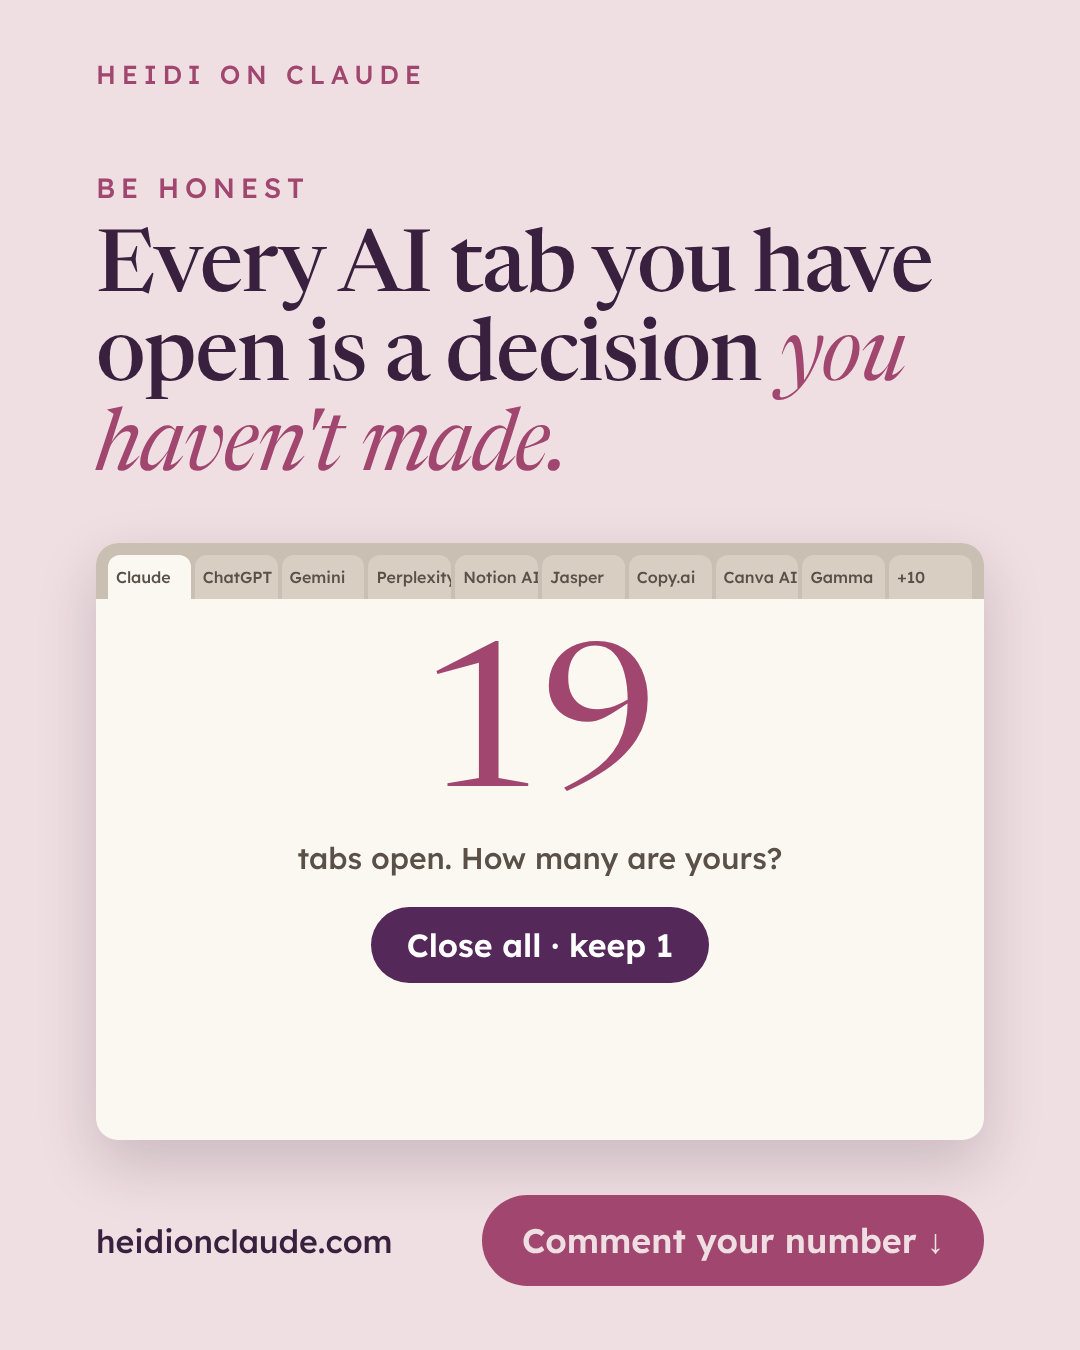 HEIDI ON CLAUDE
BE HONEST
Every AI tab you have
open is a decision you
haven't made.
Claude ChatGPT Gemini Perplexity Notion AI Jasper Copy.ai Canva AI Gamma +10
19
tabs open. How many are yours?
Close all · keep 1
heidionclaude.com
Comment your number ↓